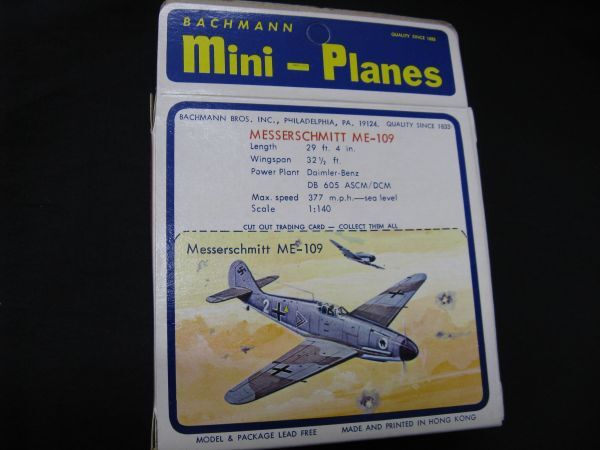 BACHMANN
QUALITY SINCE 1833
mini - Planes
BACHMANN BROS. INC., PHILADELPHIA, PA. 19124. QUALITY SINCE 1833
MESSERSCHMITT ME-109
Length 29 ft. 4 in.
Wingspan 32 ½ ft.
Power Plant Daimler-Benz
DB 605 ASCM/DCM
Max. speed 377 m.p.h.—sea level
Scale 1:140
CUT OUT TRADING CARD — COLLECT THEM ALL
Messerschmitt ME-109
2
MODEL & PACKAGE LEAD FREE MADE AND PRINTED IN HONG KONG